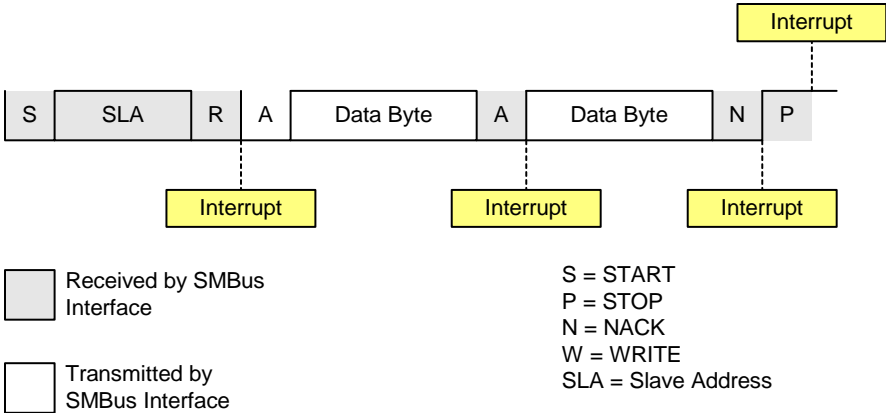 Interrupt
S SLA R A Data Byte A Data Byte N P
Interrupt Interrupt Interrupt
Received by SMBus
Interface
Transmitted by
SMBus Interface
S = START
P = STOP
N = NACK
W = WRITE
SLA = Slave Address